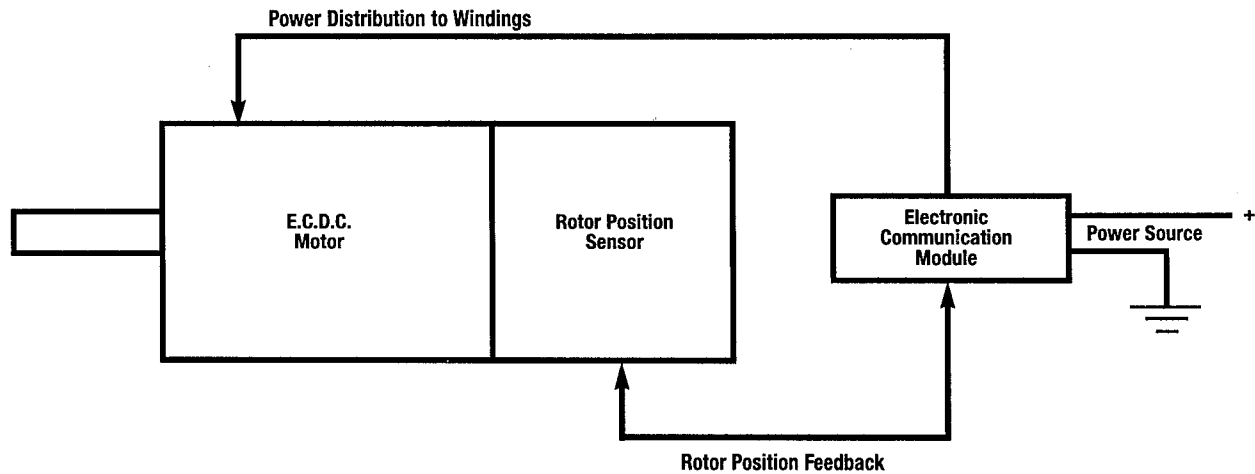 Power Distribution to Windings
E.C.D.C.
Motor
Rotor Position
Sensor
Electronic
Communication
Module
+
Power Source
Rotor Position Feedback